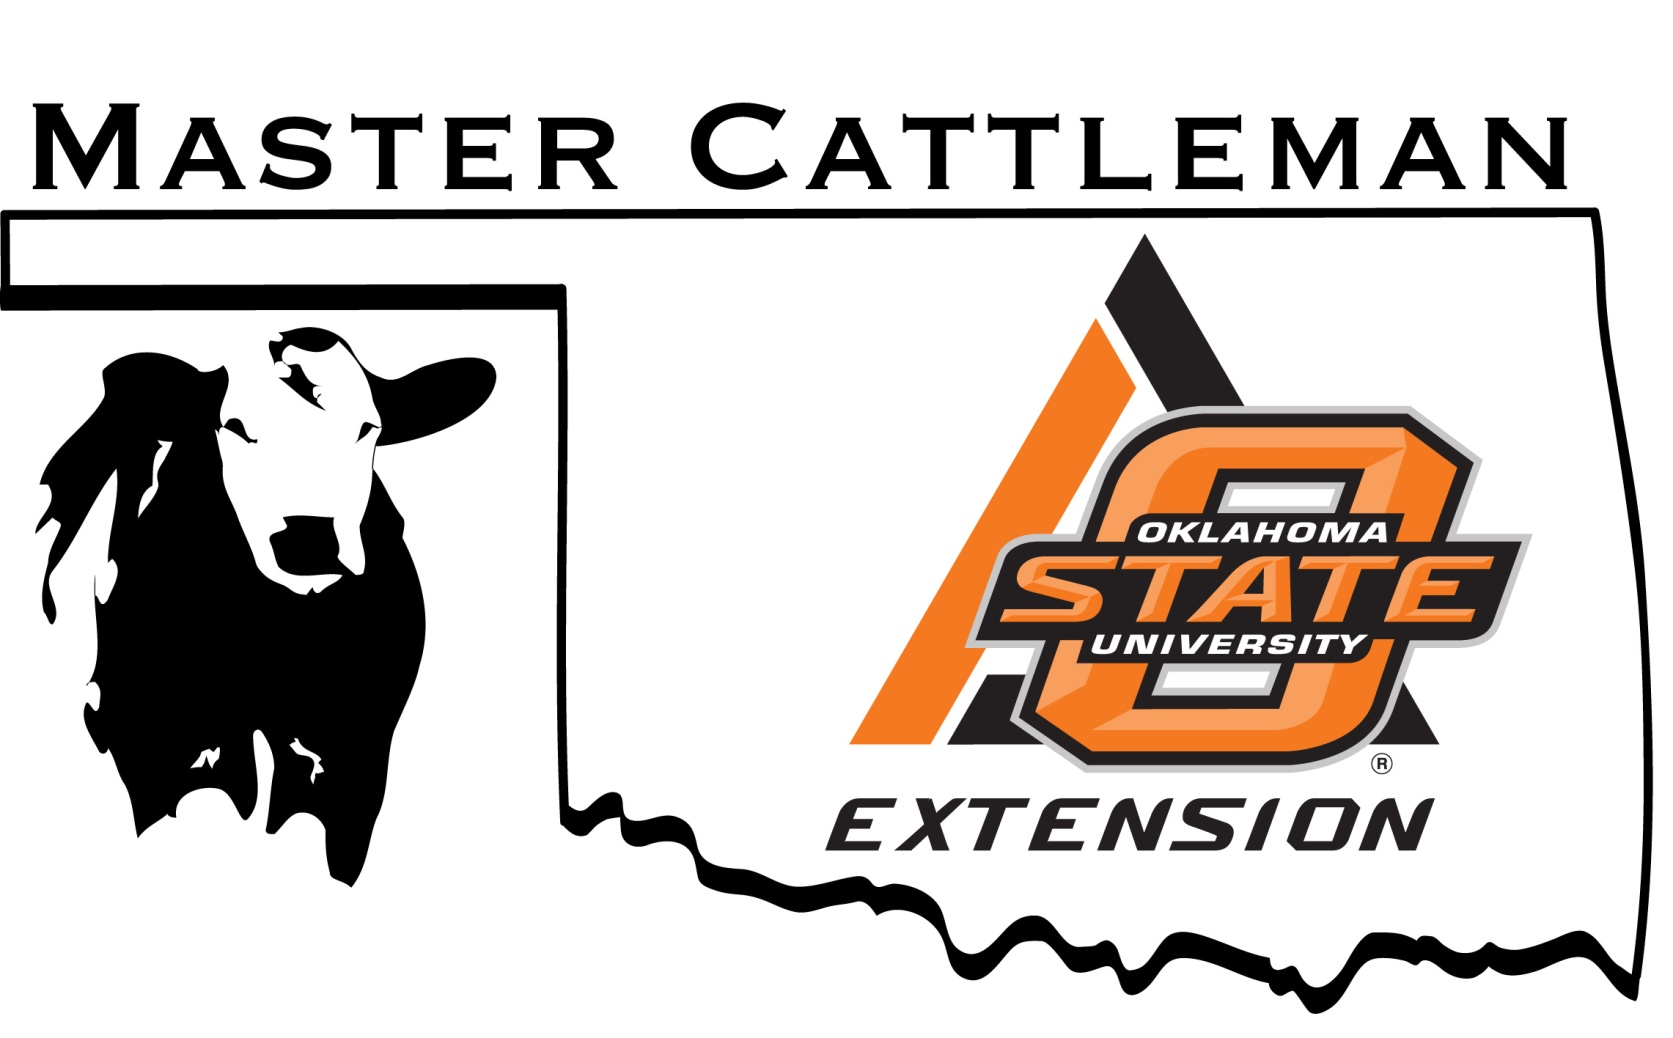 MASTER CATTLEMAN
OKLAHOMA
STATE
UNIVERSITY
®
EXTENSION